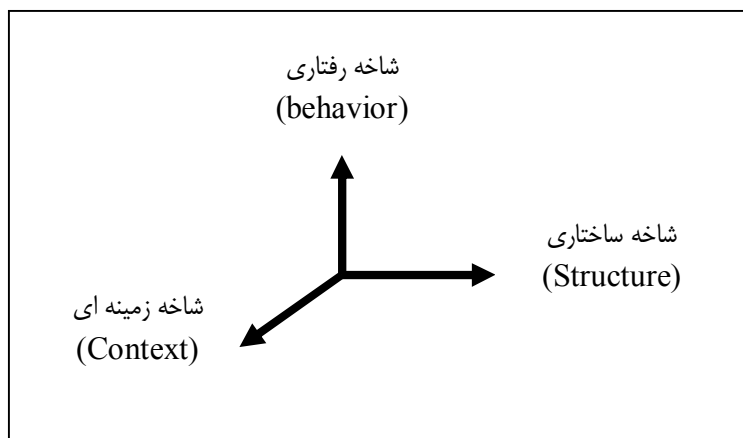 شاخه رفتاری
(behavior)
شاخه ساختاری
(Structure)
شاخه زمینه ای
(Context)